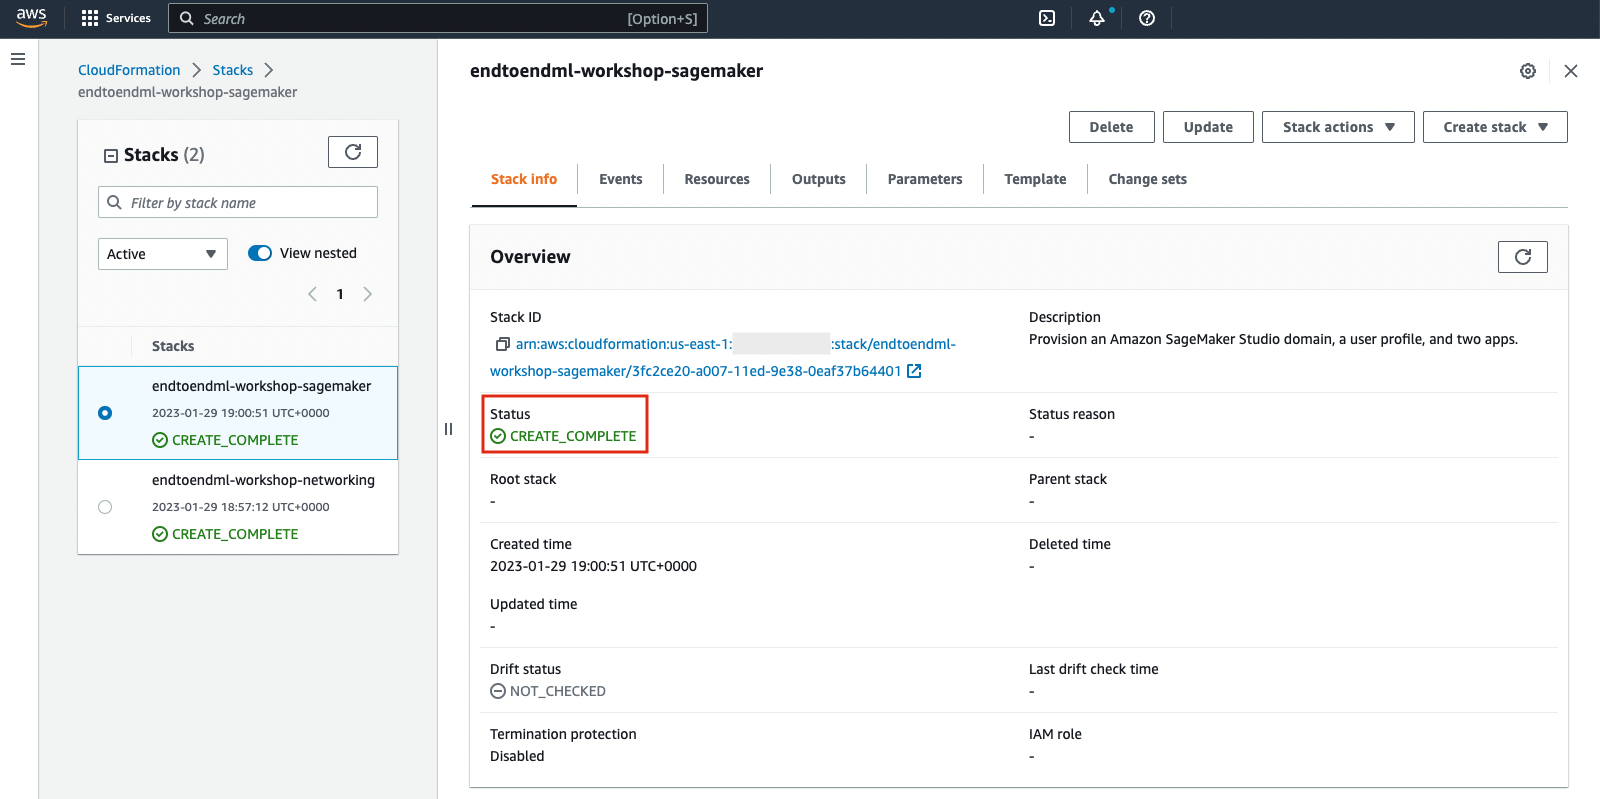 aws
Services
Search
[Option+S]
CloudFormation
Stacks
endtoendml-workshop-sagemaker
Stacks (2)
Filter by stack name
Active
View nested
1
Stacks
endtoendml-workshop-sagemaker
2023-01-29 19:00:51 UTC+0000
CREATE_COMPLETE
endtoendml-workshop-networking
2023-01-29 18:57:12 UTC+0000
CREATE_COMPLETE
endtoendml-workshop-sagemaker
Delete
Update
Stack actions
Create stack
Stack info
Events
Resources
Outputs
Parameters
Template
Change sets
Overview
Stack ID
arn:aws:cloudformation:us-east-1: :stack/endtoendml-
workshop-sagemaker/3fc2ce20-a007-11ed-9e38-0eaf37b64401
Description
Provision an Amazon SageMaker Studio domain, a user profile, and two apps.
Status
CREATE_COMPLETE
Status reason
-
Root stack
-
Parent stack
-
Created time
2023-01-29 19:00:51 UTC+0000
Deleted time
-
Updated time
-
Drift status
NOT_CHECKED
Last drift check time
-
Termination protection
Disabled
IAM role
-